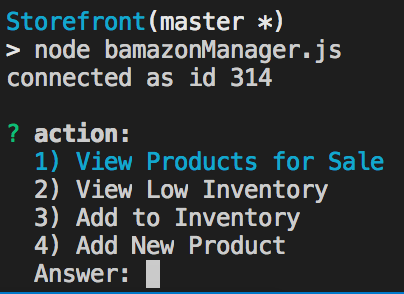 Storefront(master *)
> node bamazonManager.js
connected as id 314
? action:
1) View Products for Sale
2) View Low Inventory
3) Add to Inventory
4) Add New Product
Answer: